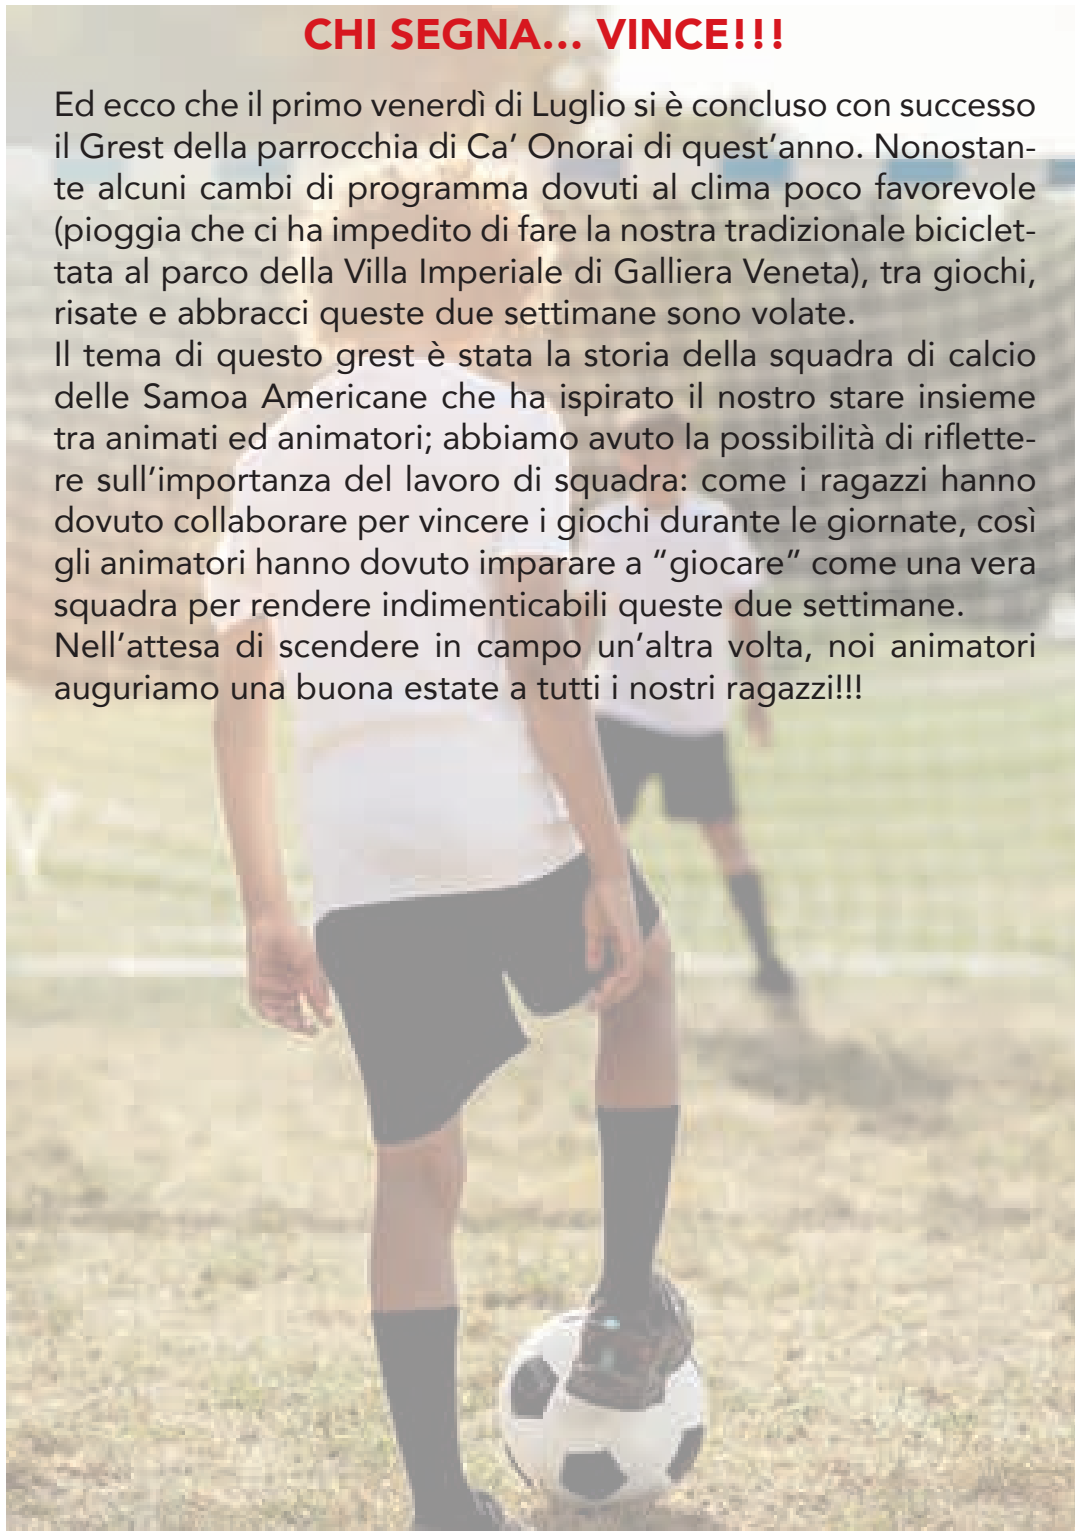 CHI SEGNA... VINCE!!!
Ed ecco che il primo venerdì di Luglio si è concluso con successo
il Grest della parrocchia di Ca’ Onorai di quest’anno. Nonostan-
te alcuni cambi di programma dovuti al clima poco favorevole
(pioggia che ci ha impedito di fare la nostra tradizionale biciclet-
tata al parco della Villa Imperiale di Galliera Veneta), tra giochi,
risate e abbracci queste due settimane sono volate.
Il tema di questo grest è stata la storia della squadra di calcio
delle Samoa Americane che ha ispirato il nostro stare insieme
tra animati ed animatori; abbiamo avuto la possibilità di riflette-
re sull’importanza del lavoro di squadra: come i ragazzi hanno
dovuto collaborare per vincere i giochi durante le giornate, così
gli animatori hanno dovuto imparare a “giocare” come una vera
squadra per rendere indimenticabili queste due settimane.
Nell’attesa di scendere in campo un’altra volta, noi animatori
auguriamo una buona estate a tutti i nostri ragazzi!!!